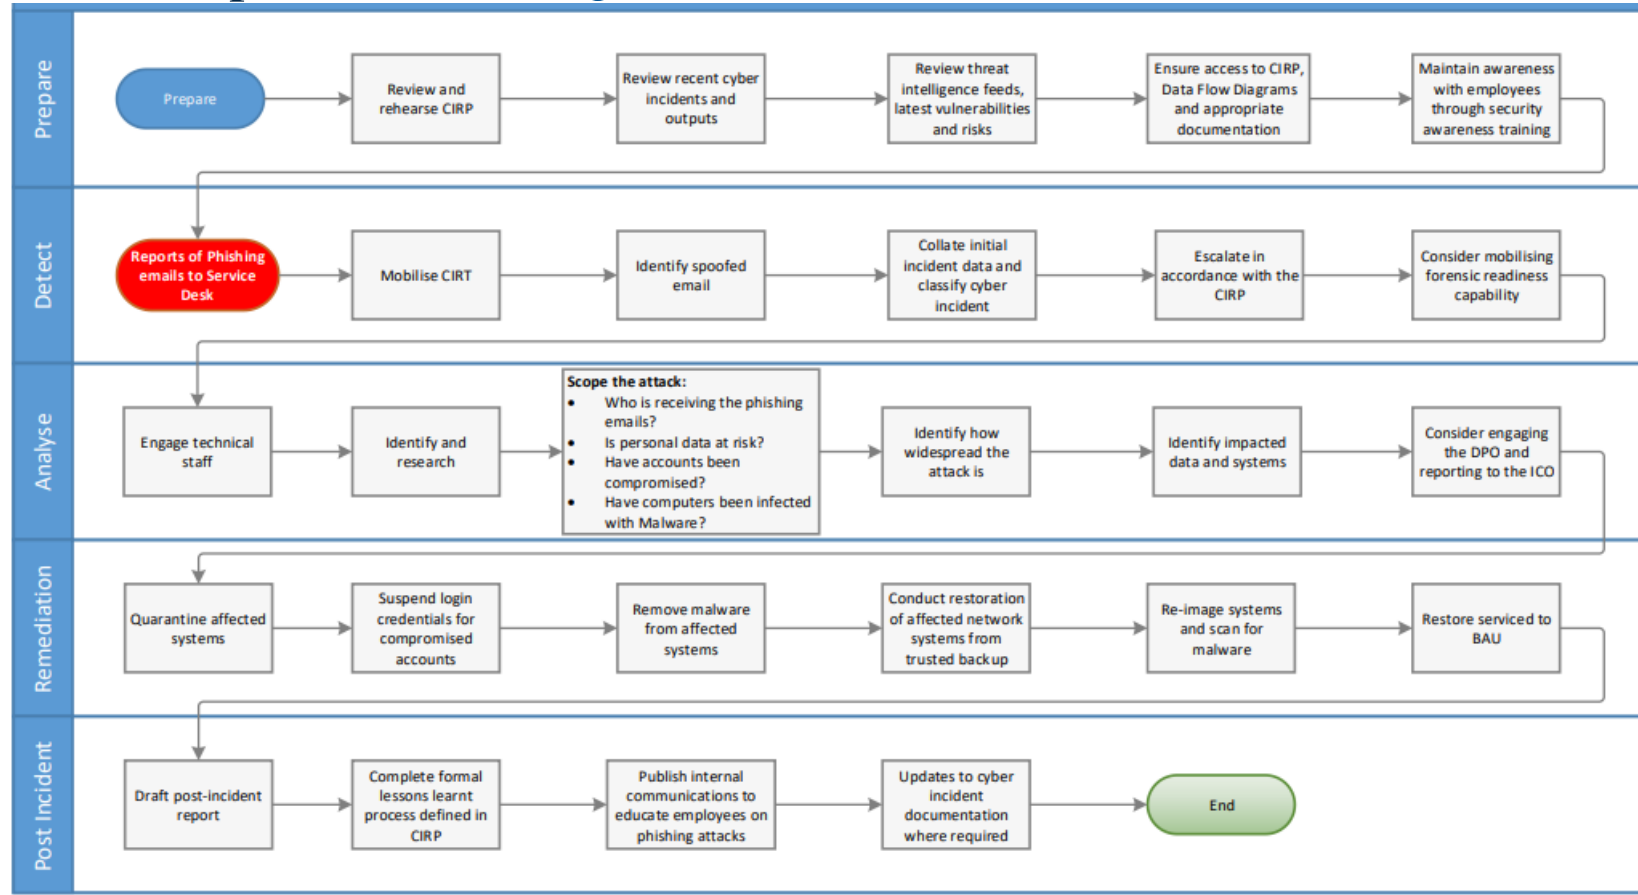 Prepare
Prepare
Review and
rehearse CIRP
Review recent cyber
incidents and
outputs
Review threat
intelligence feeds,
latest vulnerabilities
and risks
Ensure access to CIRP,
Data Flow Diagrams
and appropriate
documentation
Maintain awareness
with employees
through security
awareness training
Detect
Reports of Phishing
emails to Service
Desk
Mobilise CIRT
Identify spoofed
email
Collate initial
incident data and
classify cyber
incident
Escalate in
accordance with the
CIRP
Consider mobilising
forensic readiness
capability
Analyse
Engage technical
staff
Identify and
research
Scope the attack:
• Who is receiving the phishing
emails?
• Is personal data at risk?
• Have accounts been
compromised?
• Have computers been infected
with Malware?
Identify how
widespread the
attack is
Identify impacted
data and systems
Consider engaging
the DPO and
reporting to the ICO
Remediation
Quarantine affected
systems
Suspend login
credentials for
compromised
accounts
Remove malware
from affected
systems
Conduct restoration
of affected network
systems from
trusted backup
Re-image systems
and scan for
malware
Restore serviced to
BAU
Post Incident
Draft post-incident
report
Complete formal
lessons learnt
process defined in
CIRP
Publish internal
communications to
educate employees on
phishing attacks
Updates to cyber
incident
documentation
where required
End